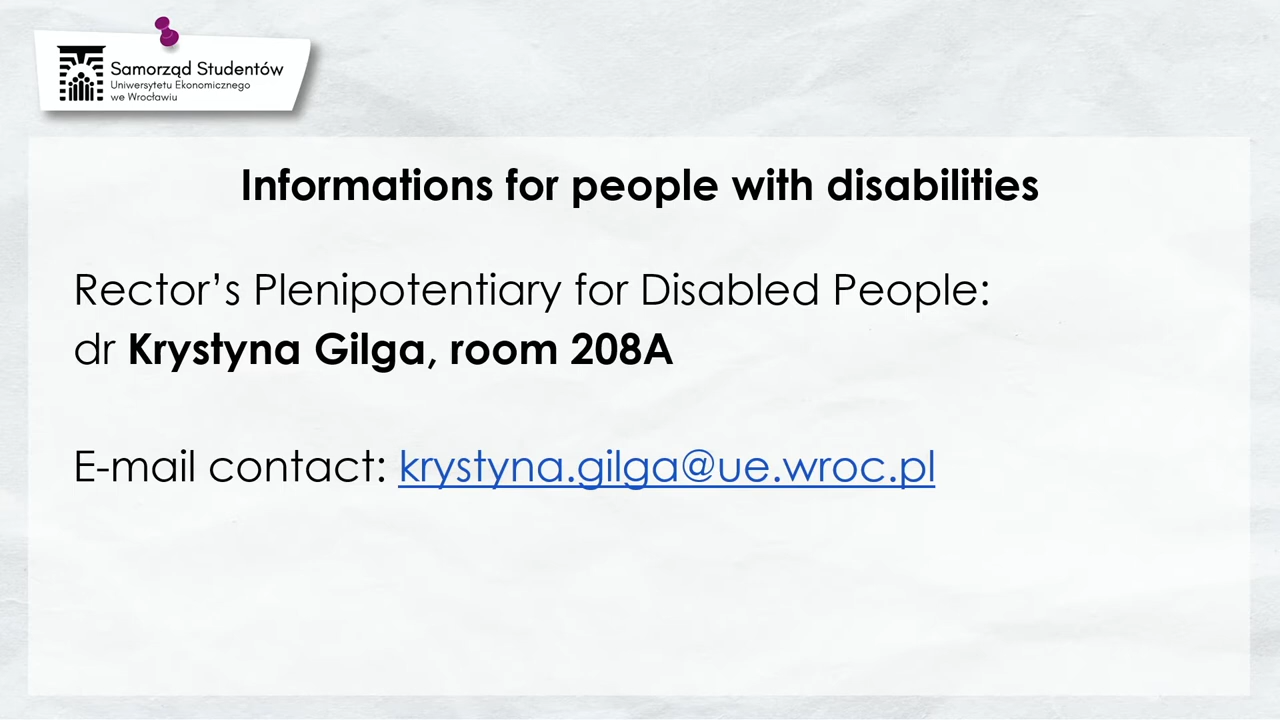 Samorząd Studentów
Uniwersytetu Ekonomicznego
we Wrocławiu
Informations for people with disabilities
Rector’s Plenipotentiary for Disabled People:
dr Krystyna Gilga, room 208A
E-mail contact: krystyna.gilga@ue.wroc.pl